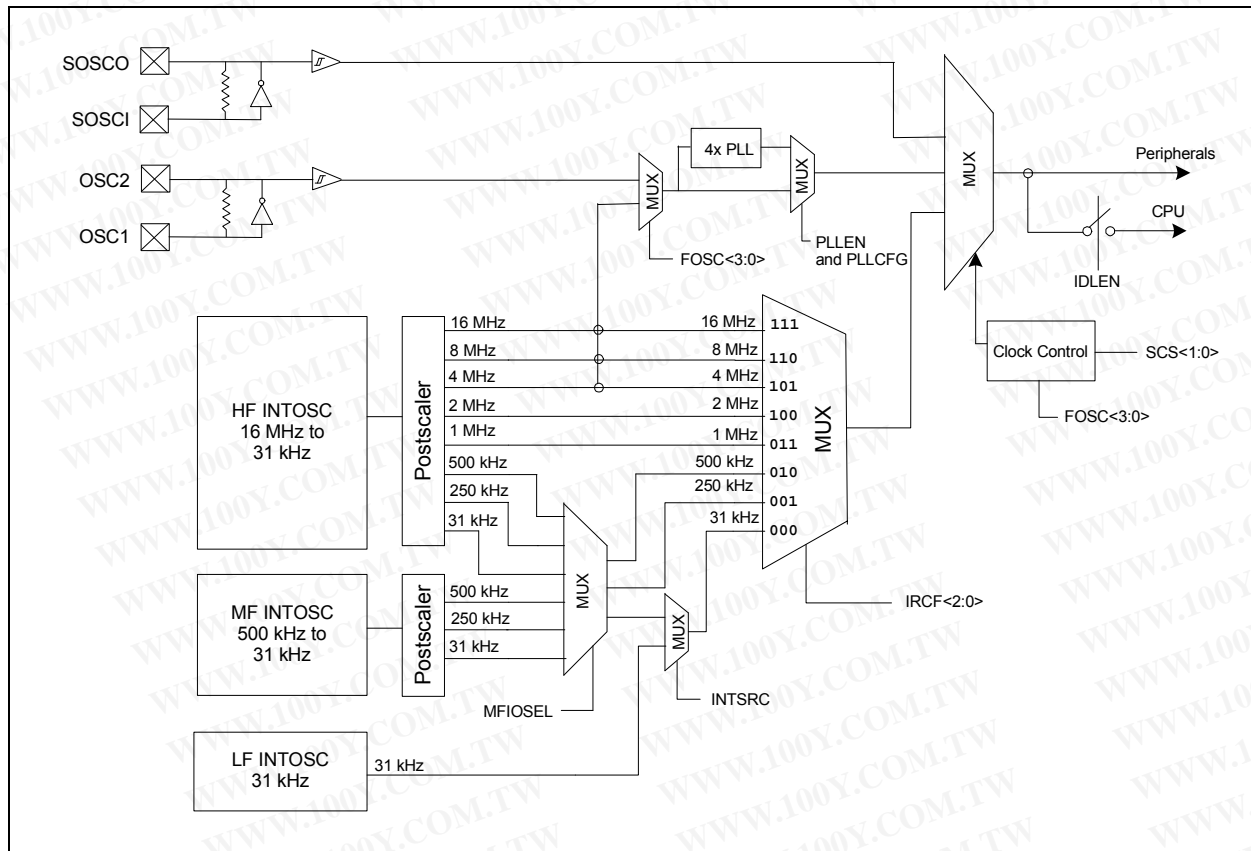 SOSCO
SOSCI
OSC2
OSC1
4x PLL
MUX
MUX
MUX
FOSC<3:0>
PLLEN
and PLLCFG
Peripherals
CPU
IDLEN
Clock Control
SCS<1:0>
FOSC<3:0>
HF INTOSC
16 MHz to
31 kHz
Postscaler
16 MHz
8 MHz
4 MHz
2 MHz
1 MHz
500 kHz
250 kHz
31 kHz
16 MHz 111
8 MHz 110
4 MHz 101
2 MHz 100
1 MHz 011
500 kHz 010
250 kHz 001
31 kHz 000
MUX
IRCF<2:0>
MF INTOSC
500 kHz to
31 kHz
Postscaler
500 kHz
250 kHz
31 kHz
MUX
MFIOSEL
MUX
INTSRC
LF INTOSC
31 kHz
31 kHz
WWW.100Y.COM.TW